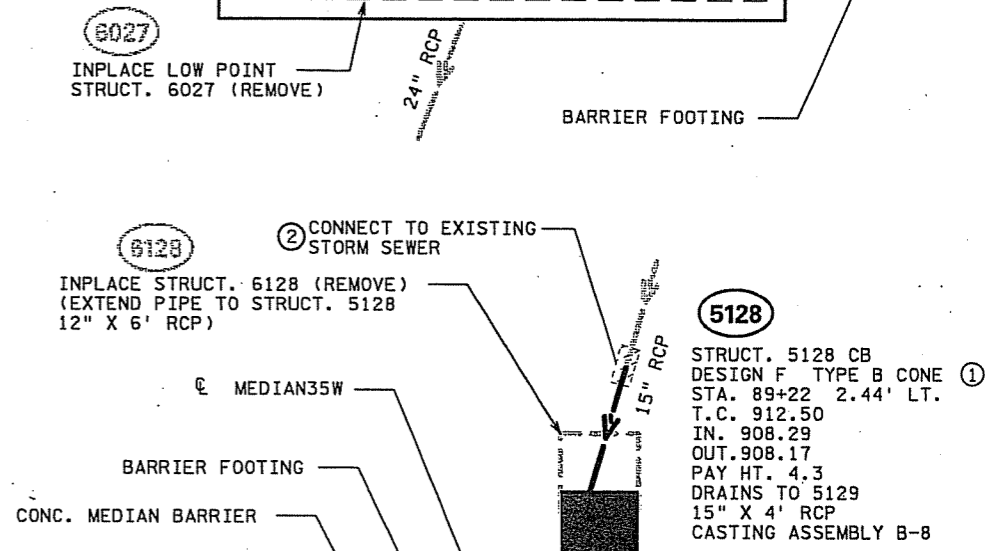 6027
INPLACE LOW POINT
STRUCT. 6027 (REMOVE)
24" RCP
BARRIER FOOTING
6128
② CONNECT TO EXISTING
STORM SEWER
INPLACE STRUCT. 6128 (REMOVE)
(EXTEND PIPE TO STRUCT. 5128
12" X 6' RCP)
15" RCP
5128
STRUCT. 5128 CB
DESIGN F TYPE B CONE ①
STA. 89+22 2.44' LT.
T.C. 912.50
IN. 908.29
OUT.908.17
PAY HT. 4.3
DRAINS TO 5129
15" X 4' RCP
CASTING ASSEMBLY B-8
℄ MEDIAN35W
BARRIER FOOTING
CONC. MEDIAN BARRIER